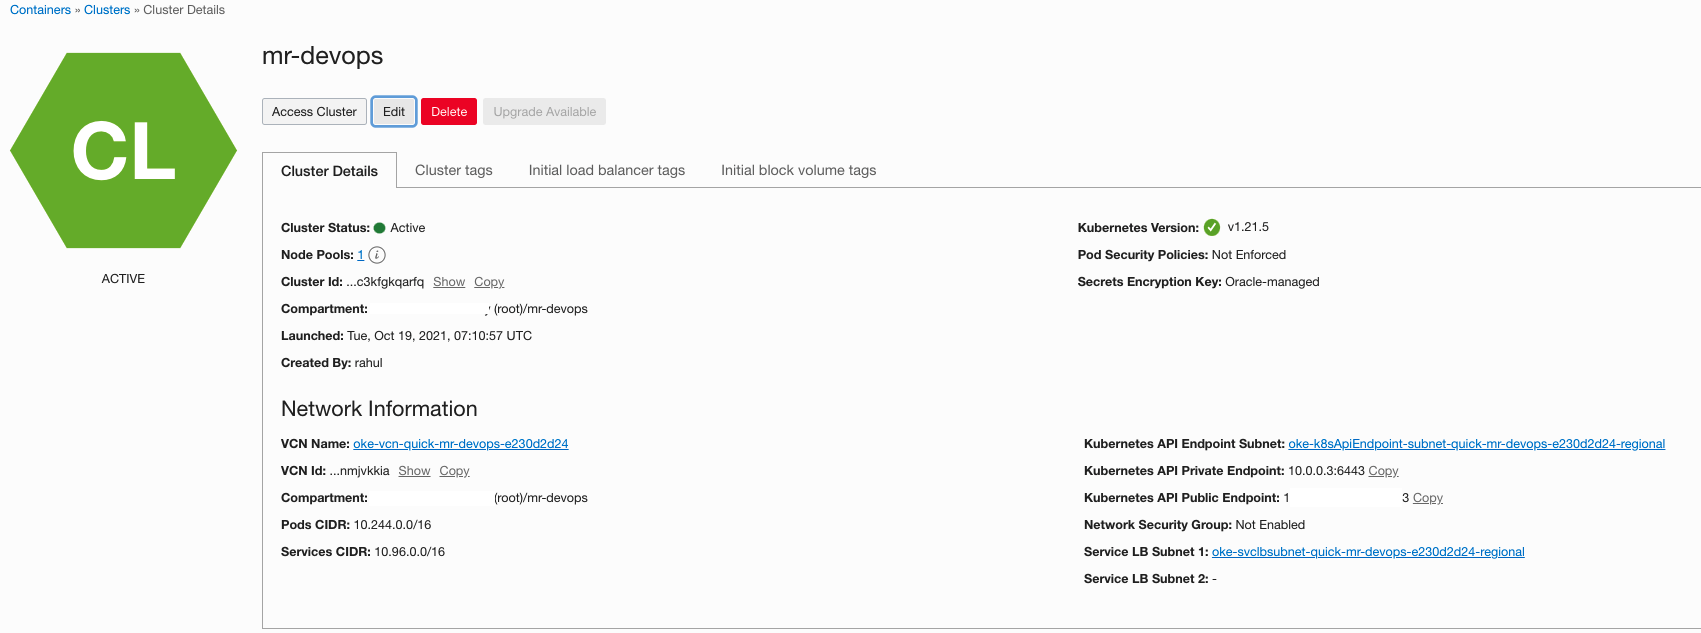 Containers » Clusters » Cluster Details
mr-devops
CL
ACTIVE
Access Cluster Edit Delete Upgrade Available
Cluster Details Cluster tags Initial load balancer tags Initial block volume tags
Cluster Status: Active
Node Pools: 1
Cluster Id: ...c3kfgkqarfq Show Copy
Compartment: (root)/mr-devops
Launched: Tue, Oct 19, 2021, 07:10:57 UTC
Created By: rahul
Kubernetes Version: v1.21.5
Pod Security Policies: Not Enforced
Secrets Encryption Key: Oracle-managed
Network Information
VCN Name: oke-vcn-quick-mr-devops-e230d2d24
VCN Id: ...nmjvkkia Show Copy
Compartment: (root)/mr-devops
Pods CIDR: 10.244.0.0/16
Services CIDR: 10.96.0.0/16
Kubernetes API Endpoint Subnet: oke-k8sApiEndpoint-subnet-quick-mr-devops-e230d2d24-regional
Kubernetes API Private Endpoint: 10.0.0.3:6443 Copy
Kubernetes API Public Endpoint: 1 3 Copy
Network Security Group: Not Enabled
Service LB Subnet 1: oke-svclbsubnet-quick-mr-devops-e230d2d24-regional
Service LB Subnet 2: -